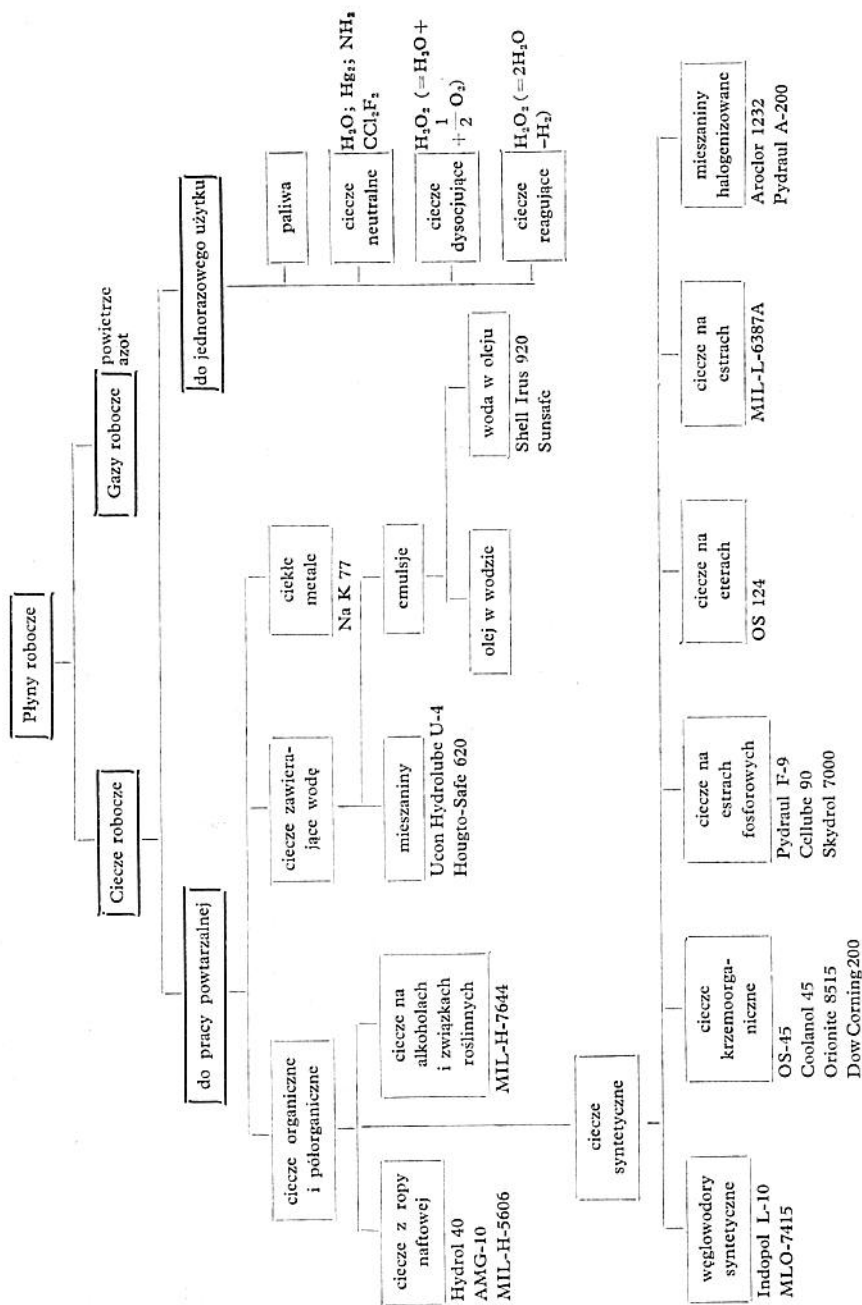 Płyny robocze
Ciecze robocze
Gazy robocze
powietrze
azot
do pracy powtarzalnej
do jednorazowego użytku
ciecze organiczne
i półorganiczne
ciecze zawiera-
jące wodę
ciekłe
metale
Na K 77
paliwa
ciecze
neutralne
H₂O; Hg₂; NH₂
CCl₂F₂
ciecze
dysocjujące
H₂O₂ (=H₂O+
+1/2 O₂)
ciecze
reagujące
H₂O₂ (=2H₂O
–H₂)
ciecze z ropy
naftowej
Hydrol 40
AMG-10
MIL-H-5606
ciecze na
alkoholach
i związkach
roślinnych
MIL-H-7644
mieszaniny
Ucon Hydrolube U-4
Hougto-Safe 620
emulsje
olej w wodzie
woda w oleju
Shell Irus 920
Sunsafe
ciecze
syntetyczne
węglowodory
syntetyczne
Indopol L-10
MLO-7415
ciecze
krzemoorga-
niczne
OS-45
Coolanol 45
Orionite 8515
Dow Corning 200
ciecze na
estrach
fosforowych
Pydraul F-9
Cellube 90
Skydrol 7000
ciecze na
eterach
OS 124
ciecze na
estrach
MIL-L-6387A
mieszaniny
halogenizowane
Aroclor 1232
Pydraul A-200